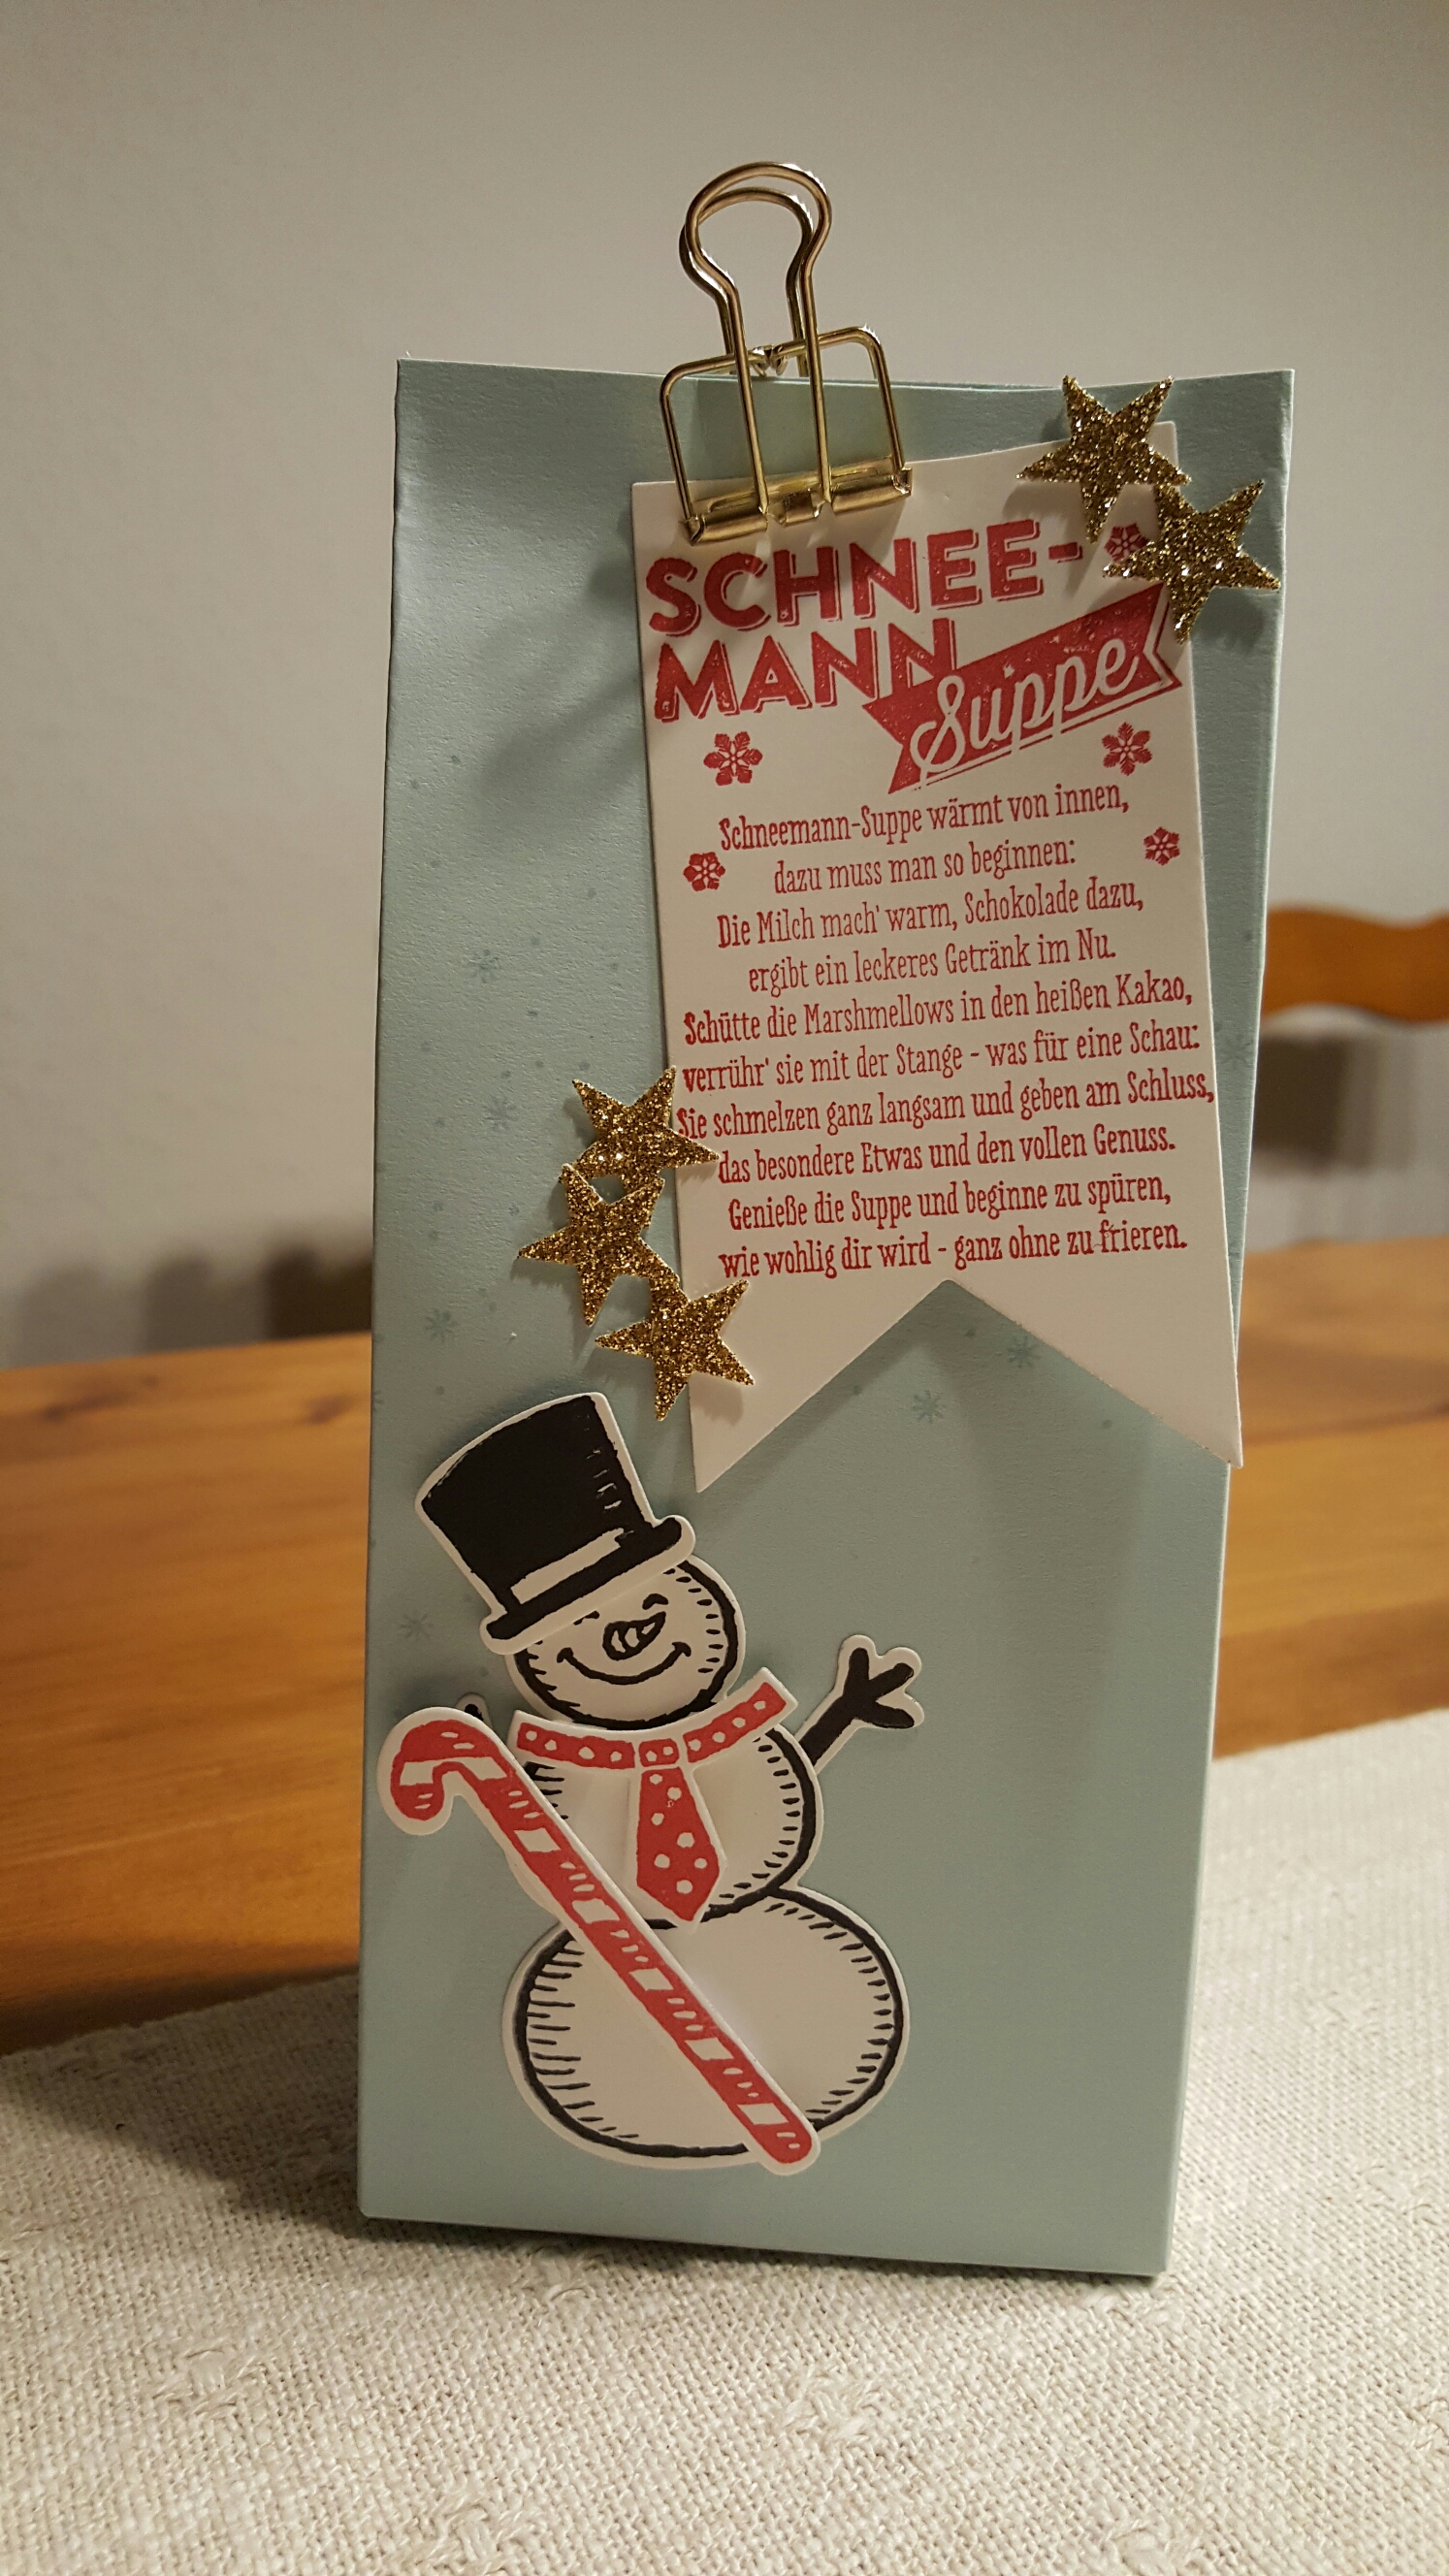 SCHNEE-
MANN
Suppe
Schneemann-Suppe wärmt von innen,
dazu muss man so beginnen:
Die Milch mach' warm, Schokolade dazu,
ergibt ein leckeres Getränk im Nu.
Schütte die Marshmellows in den heißen Kakao,
verrühr' sie mit der Stange - was für eine Schau:
Sie schmelzen ganz langsam und geben am Schluss,
das besondere Etwas und den vollen Genuss.
Genieße die Suppe und beginne zu spüren,
wie wohlig dir wird - ganz ohne zu frieren.